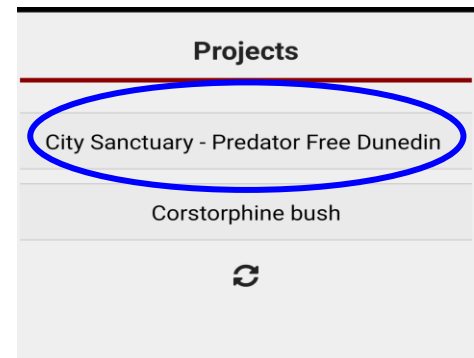 Projects
City Sanctuary - Predator Free Dunedin
Corstorphine bush